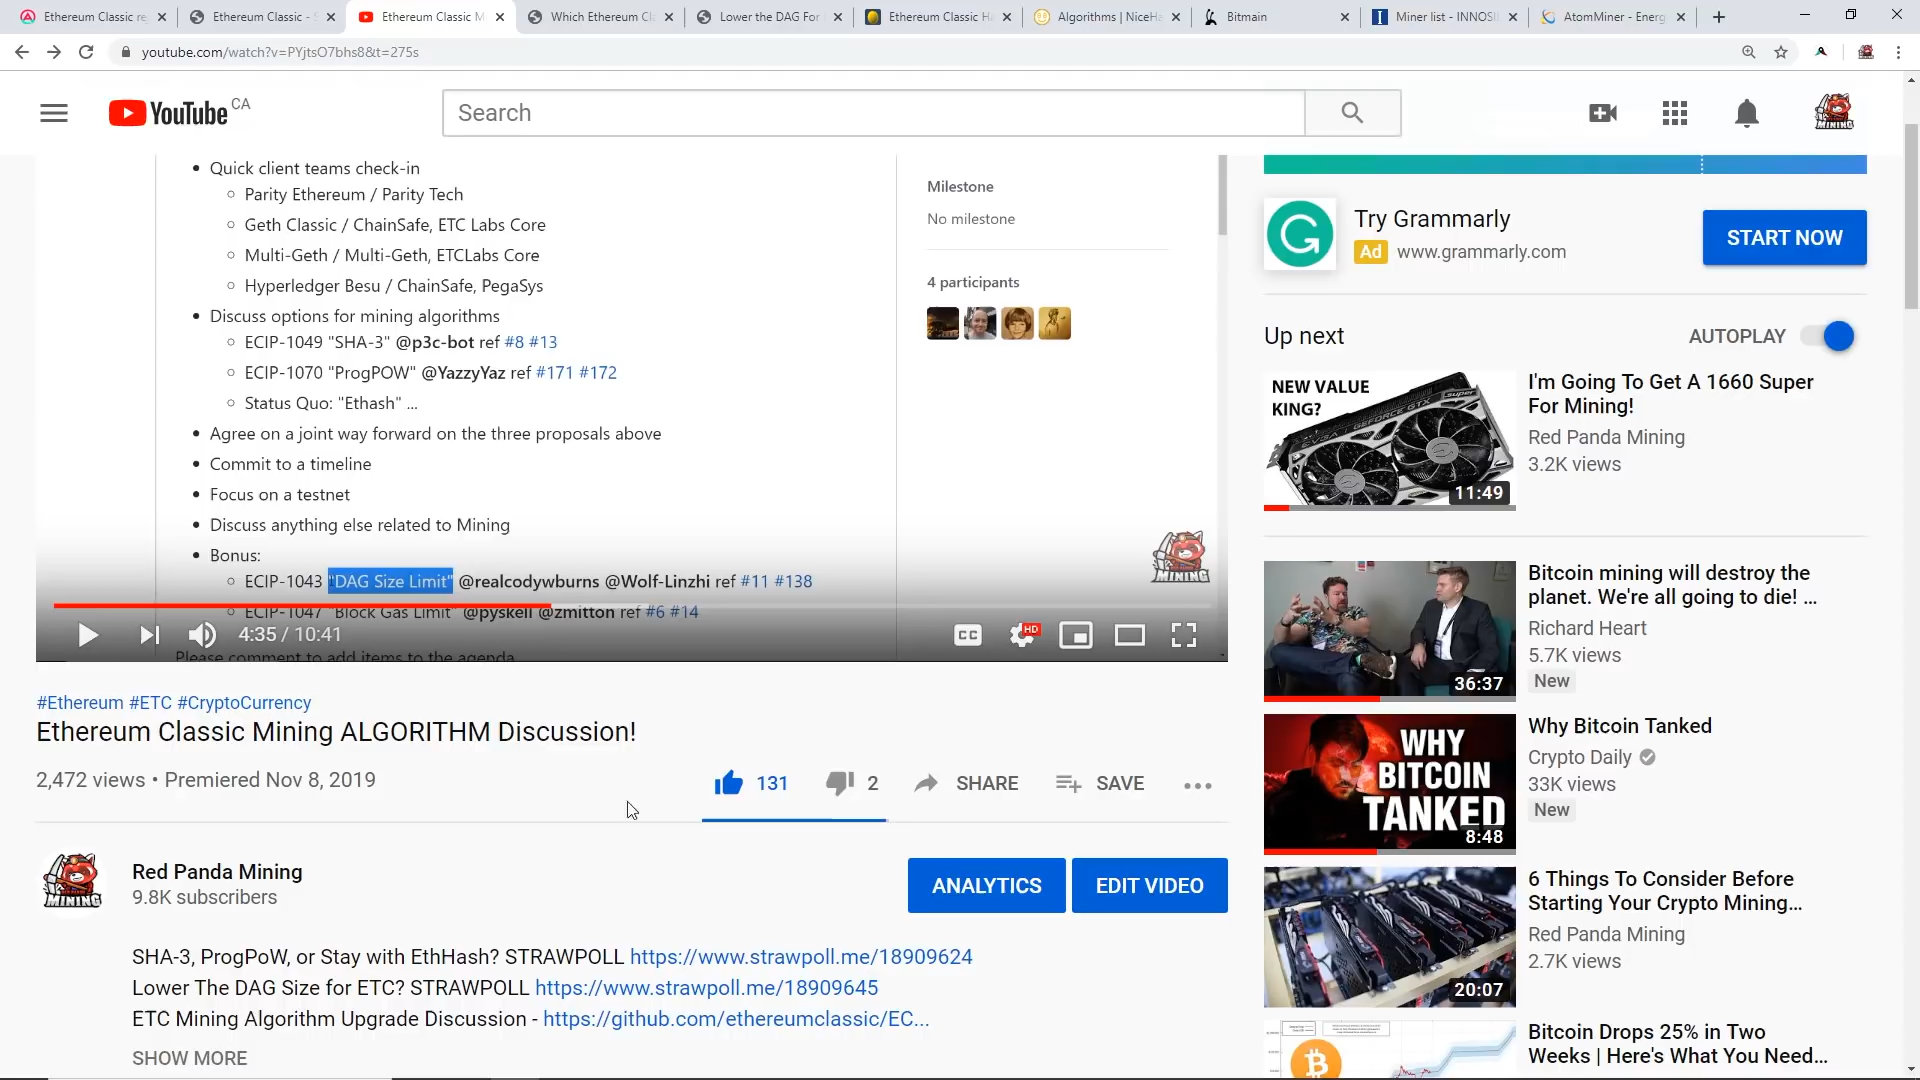 Ethereum Classic re
Ethereum Classic - S
Ethereum Classic M
Which Ethereum Cl
Lower the DAG For
Ethereum Classic Ha
Algorithms | NiceHa
Bitmain
Miner list - INNOSI
AtomMiner - Energ
youtube.com/watch?v=PYjtsO7bhs8&t=275s
YouTube CA
Search
MINING
Quick client teams check-in
Parity Ethereum / Parity Tech
Geth Classic / ChainSafe, ETC Labs Core
Multi-Geth / Multi-Geth, ETCLabs Core
Hyperledger Besu / ChainSafe, PegaSys
Discuss options for mining algorithms
ECIP-1049 "SHA-3" @p3c-bot ref #8 #13
ECIP-1070 "ProgPOW" @YazzyYaz ref #171 #172
Status Quo: "Ethash" ...
Agree on a joint way forward on the three proposals above
Commit to a timeline
Focus on a testnet
Discuss anything else related to Mining
Bonus:
ECIP-1043 "DAG Size Limit" @realcodywburns @Wolf-Linzhi ref #11 #138
ECIP-1047 "Block Gas Limit" @pyskell @zmitton ref #6 #14
Please comment to add items to the agenda
Milestone
No milestone
4 participants
MINING
4:35 / 10:41
CC
HD
#Ethereum #ETC #CryptoCurrency
Ethereum Classic Mining ALGORITHM Discussion!
2,472 views • Premiered Nov 8, 2019
131
2
SHARE
SAVE
MINING
Red Panda Mining
9.8K subscribers
ANALYTICS
EDIT VIDEO
SHA-3, ProgPoW, or Stay with EthHash? STRAWPOLL https://www.strawpoll.me/18909624
Lower The DAG Size for ETC? STRAWPOLL https://www.strawpoll.me/18909645
ETC Mining Algorithm Upgrade Discussion - https://github.com/ethereumclassic/EC...
SHOW MORE
Try Grammarly
Ad www.grammarly.com
START NOW
Up next
AUTOPLAY
NEW VALUE
KING?
11:49
I'm Going To Get A 1660 Super
For Mining!
Red Panda Mining
3.2K views
36:37
Bitcoin mining will destroy the
planet. We're all going to die! ...
Richard Heart
5.7K views
New
WHY
BITCOIN
TANKED
8:48
Why Bitcoin Tanked
Crypto Daily
33K views
New
20:07
6 Things To Consider Before
Starting Your Crypto Mining...
Red Panda Mining
2.7K views
Bitcoin Drops 25% in Two
Weeks | Here's What You Need...